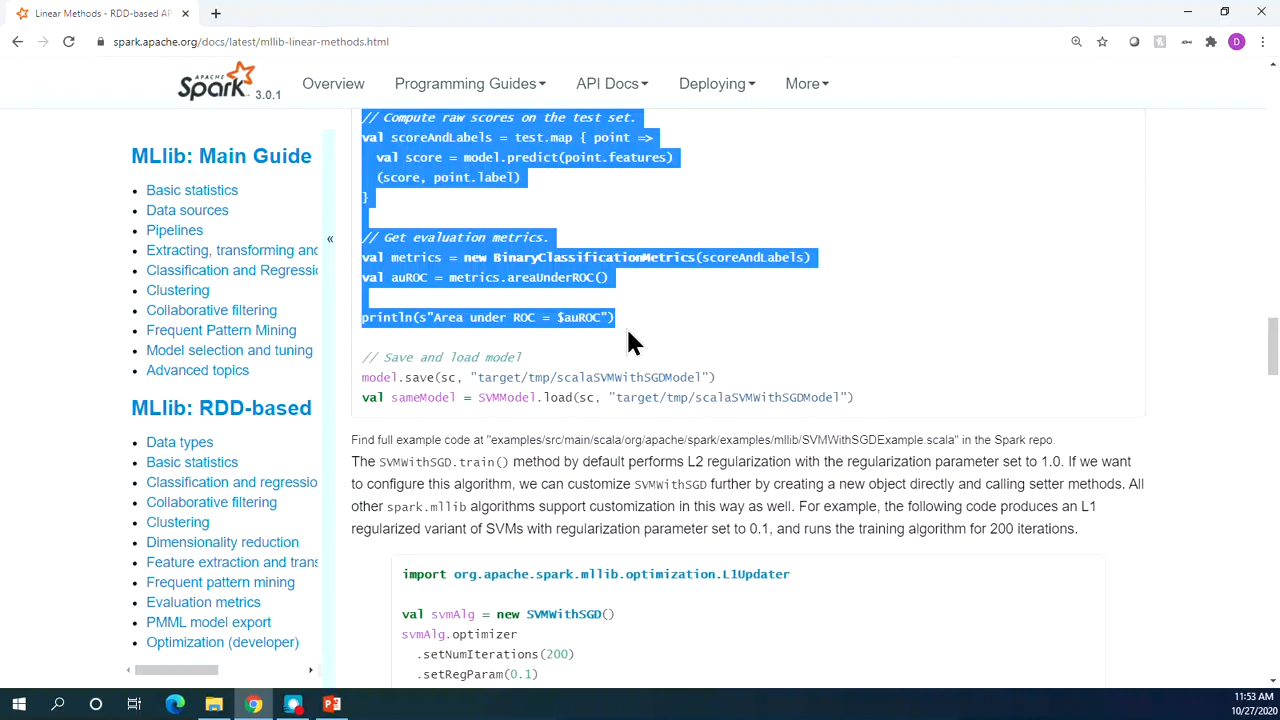 Linear Methods - RDD-based AP
spark.apache.org/docs/latest/mllib-linear-methods.html
D
APACHE
Spark 3.0.1
Overview
Programming Guides
API Docs
Deploying
More
MLlib: Main Guide
Basic statistics
Data sources
Pipelines
Extracting, transforming and
Classification and Regressi
Clustering
Collaborative filtering
Frequent Pattern Mining
Model selection and tuning
Advanced topics
MLlib: RDD-based
Data types
Basic statistics
Classification and regressio
Collaborative filtering
Clustering
Dimensionality reduction
Feature extraction and trans
Frequent pattern mining
Evaluation metrics
PMML model export
Optimization (developer)
«
// Compute raw scores on the test set.
val scoreAndLabels = test.map { point =>
val score = model.predict(point.features)
(score, point.label)
}
// Get evaluation metrics.
val metrics = new BinaryClassificationMetrics(scoreAndLabels)
val auROC = metrics.areaUnderROC()
println(s"Area under ROC = $auROC")
// Save and load model
model.save(sc, "target/tmp/scalaSVMWithSGDModel")
val sameModel = SVMModel.load(sc, "target/tmp/scalaSVMWithSGDModel")
Find full example code at "examples/src/main/scala/org/apache/spark/examples/mllib/SVMWithSGDExample.scala" in the Spark repo.
The SVMWithSGD.train() method by default performs L2 regularization with the regularization parameter set to 1.0. If we want
to configure this algorithm, we can customize SVMWithSGD further by creating a new object directly and calling setter methods. All
other spark.mllib algorithms support customization in this way as well. For example, the following code produces an L1
regularized variant of SVMs with regularization parameter set to 0.1, and runs the training algorithm for 200 iterations.
import org.apache.spark.mllib.optimization.L1Updater
val svmAlg = new SVMWithSGD()
svmAlg.optimizer
.setNumIterations(200)
.setRegParam(0.1)
11:53 AM
10/27/2020